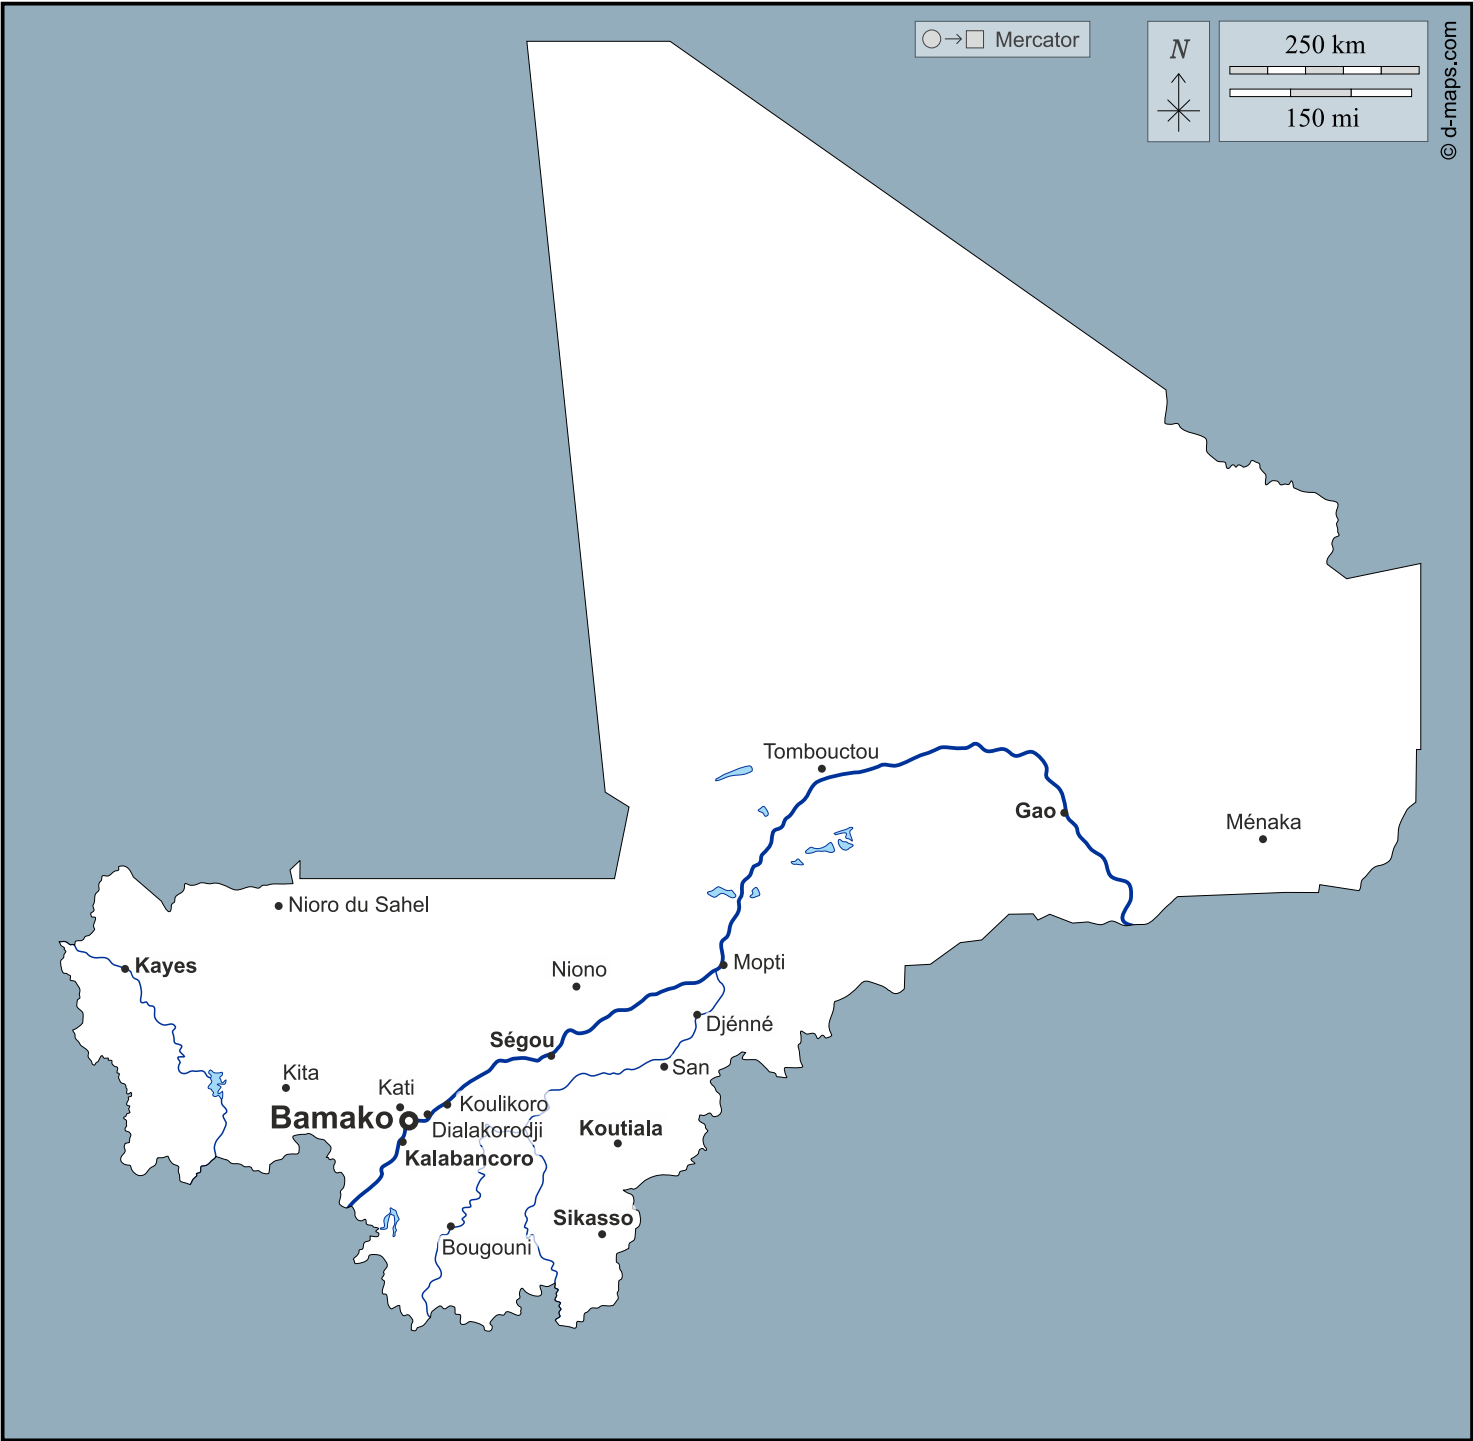 Mercator
N
250 km
150 mi
© d-maps.com
Tombouctou
Gao
Ménaka
Nioro du Sahel
Kayes
Mopti
Niono
Djénné
Ségou
San
Kita
Kati
Koulikoro
Bamako
Dialakorodji
Koutiala
Kalabancoro
Sikasso
Bougouni